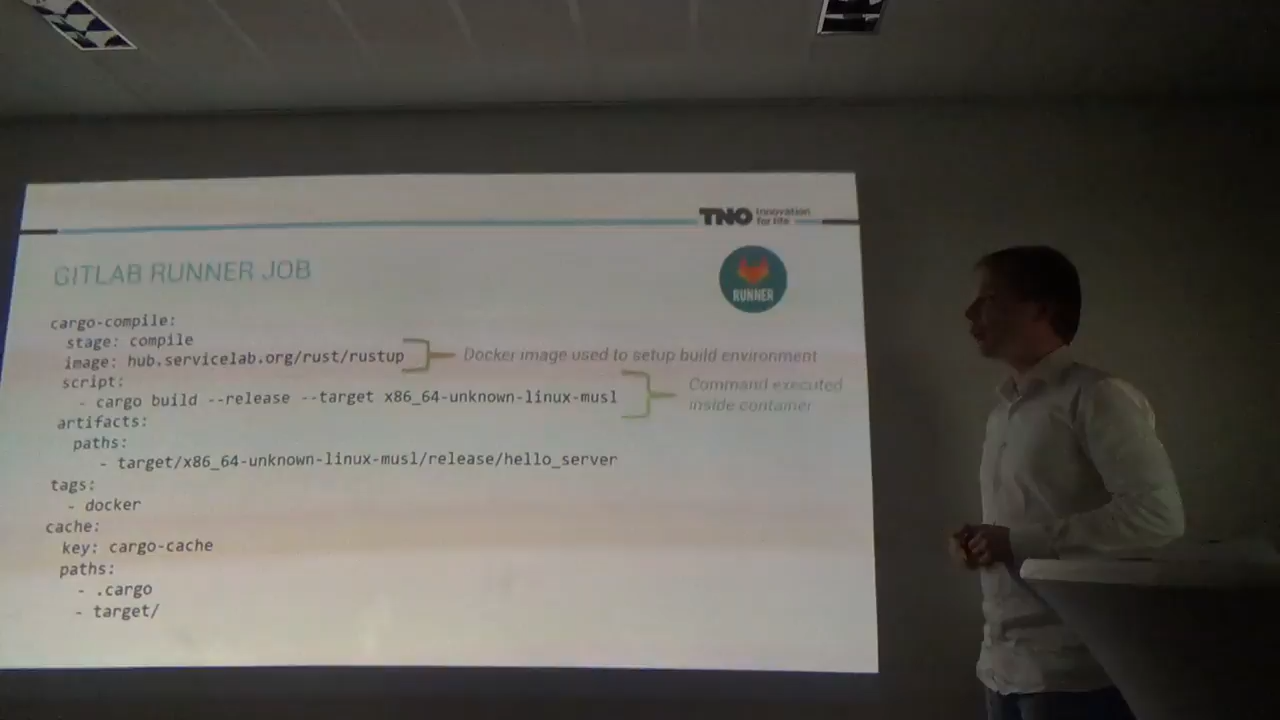 TNO innovation
for life
GITLAB RUNNER JOB
RUNNER
cargo-compile:
stage: compile
image: hub.servicelab.org/rust/rustup
Docker image used to setup build environment
script:
- cargo build --release --target x86_64-unknown-linux-musl
Command executed
inside container
artifacts:
paths:
- target/x86_64-unknown-linux-musl/release/hello_server
tags:
- docker
cache:
key: cargo-cache
paths:
- .cargo
- target/